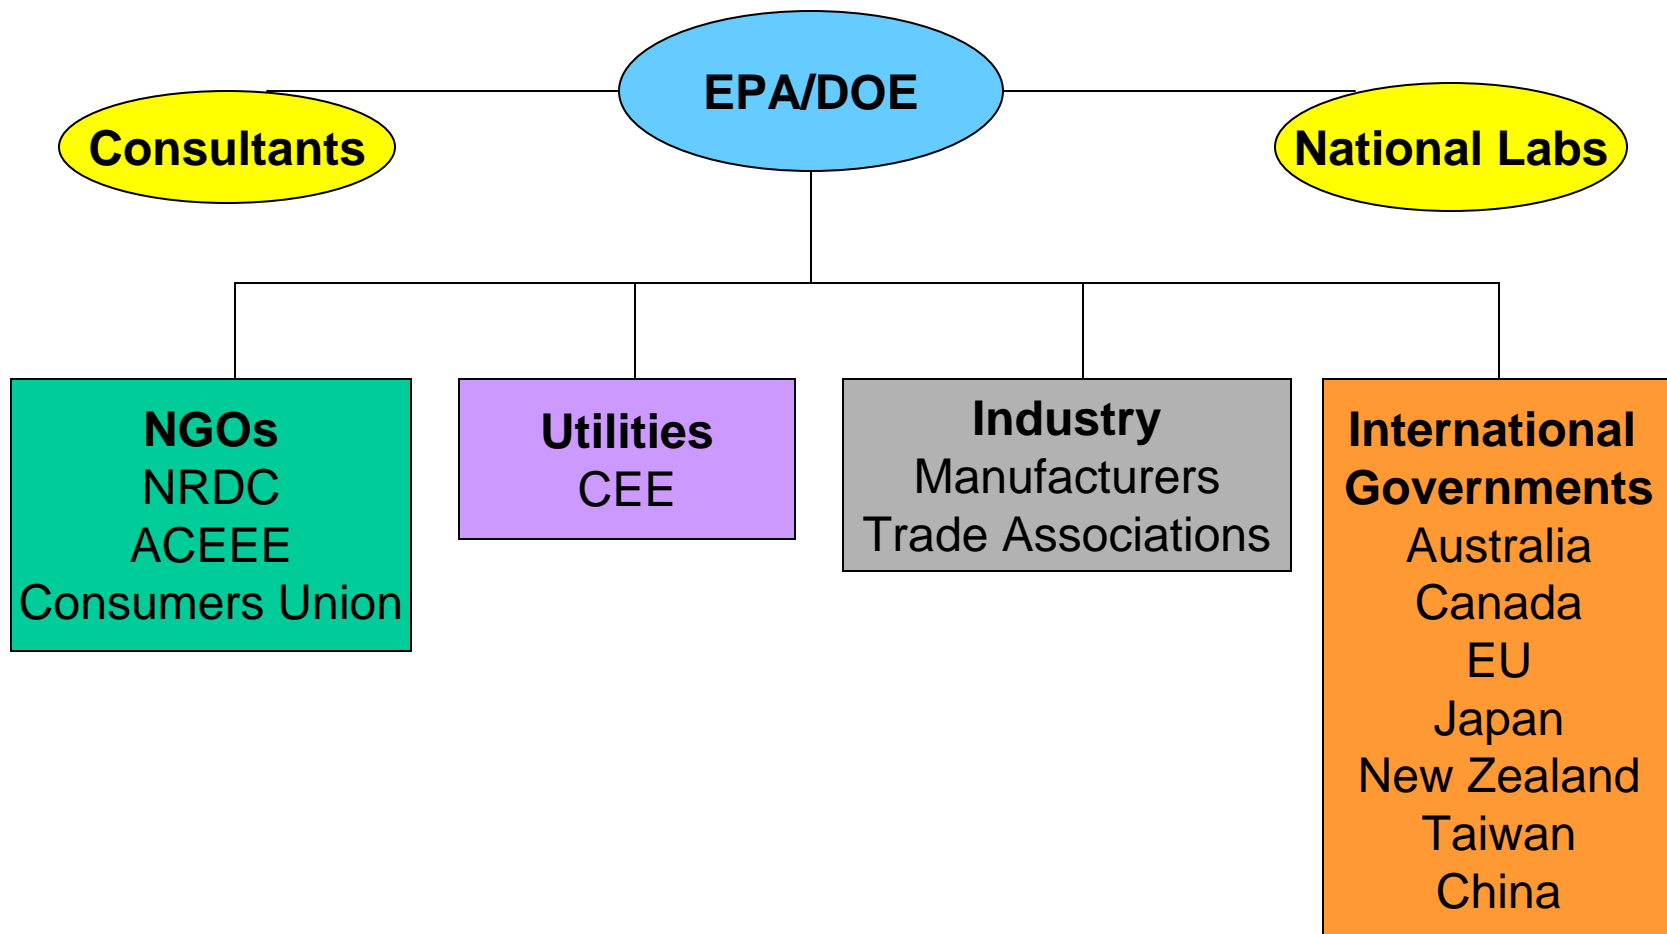 EPA/DOE
Consultants
National Labs
NGOs
NRDC
ACEEE
Consumers Union
Utilities
CEE
Industry
Manufacturers
Trade Associations
International
Governments
Australia
Canada
EU
Japan
New Zealand
Taiwan
China